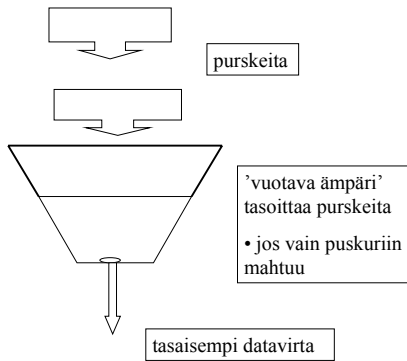 purskeita
'vuotava ämpäri'
tasoittaa purskeita
• jos vain puskuriin
mahtuu
tasaisempi datavirta